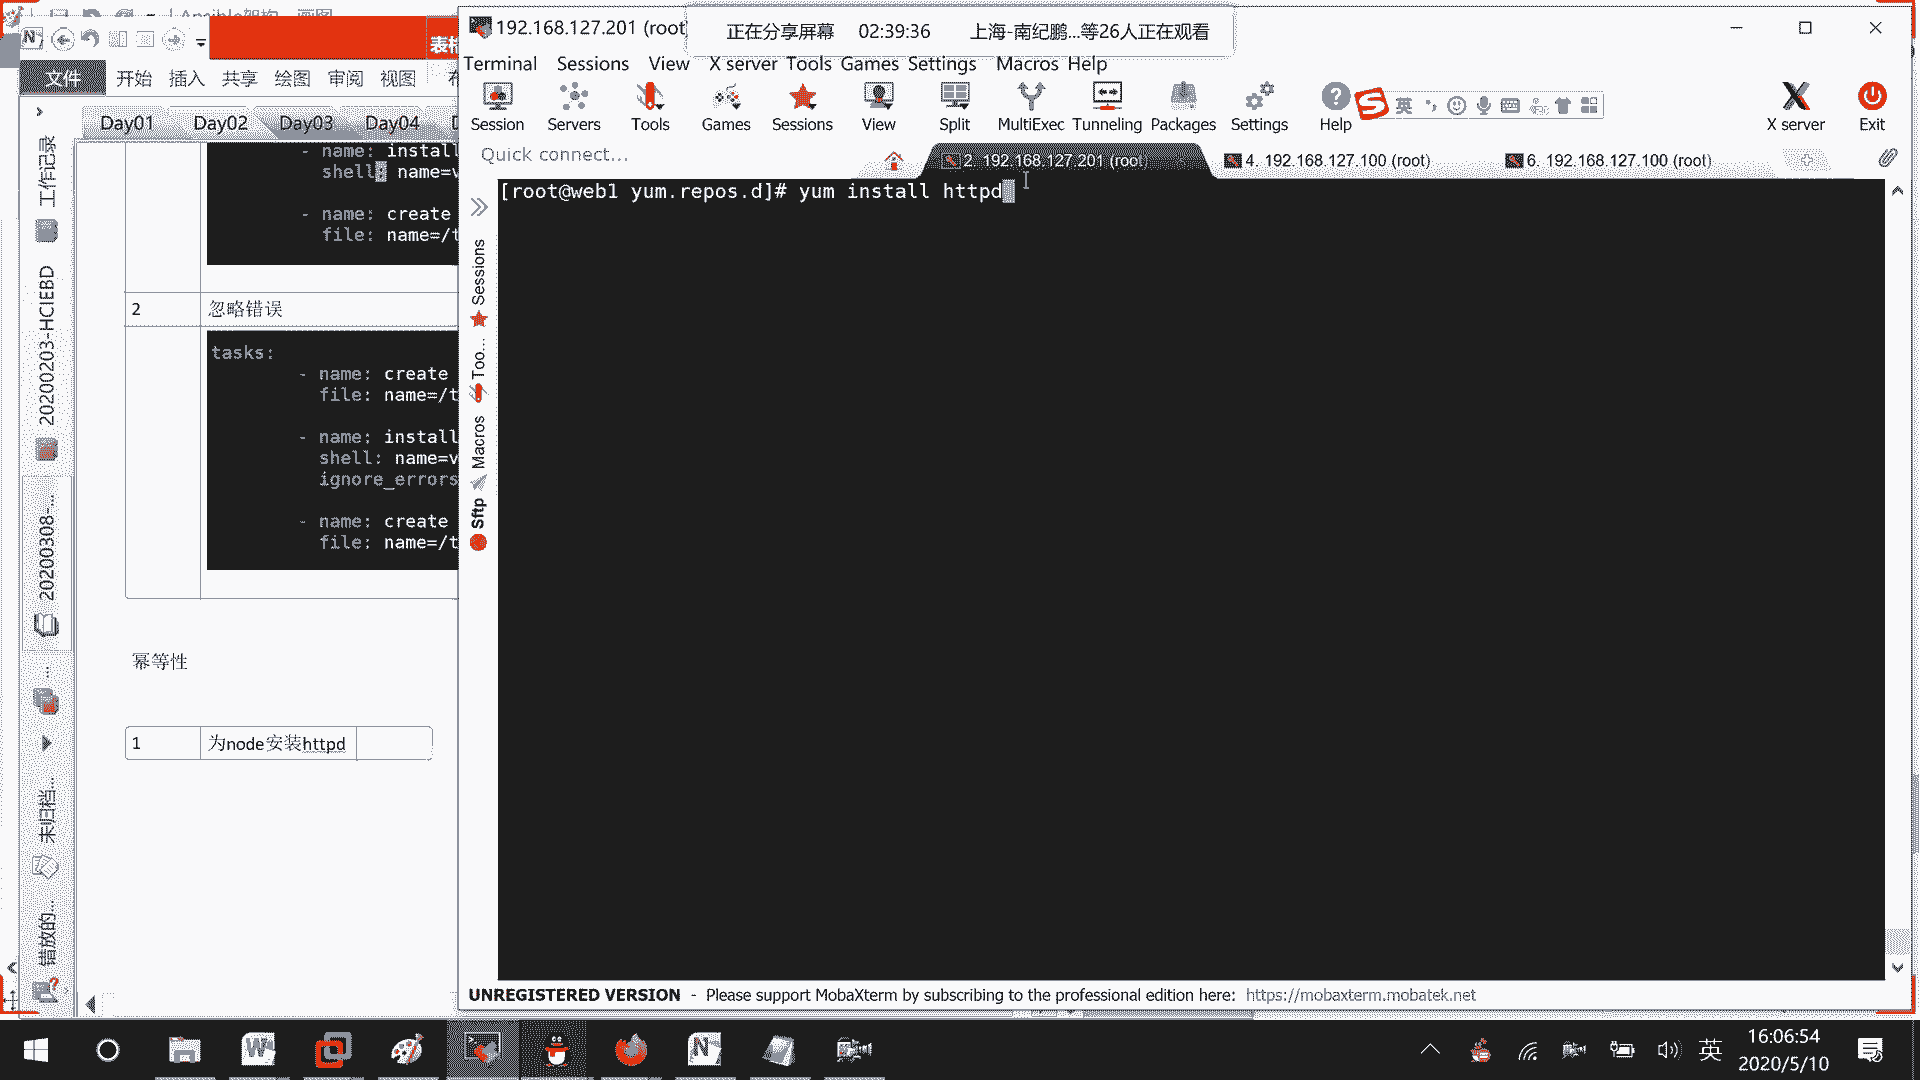 192.168.127.201 (root
正在分享屏幕 02:39:36 上海-南纪鹏...等26人正在观看
表格
文件 开始 插入 共享 绘图 审阅 视图
Terminal Sessions View X server Tools Games Settings Macros Help
Session Servers Tools Games Sessions View Split MultiExec Tunneling Packages Settings Help
英
X server Exit
Day01 Day02 Day03 Day04
Quick connect...
2. 192.168.127.201 (root)
4. 192.168.127.100 (root)
6. 192.168.127.100 (root)
[root@web1 yum.repos.d]# yum install httpd
- name: install
shell: name=v
- name: create
file: name=/t
2 忽略错误
tasks:
- name: create
file: name=/t
- name: install
shell: name=v
ignore_errors
- name: create
file: name=/t
幂等性
1 为node安装httpd
工作记录
20200203-HCIEBD
20200308-...
...
未归档...
错放的...
Sessions
Too...
Macros
Sftp
UNREGISTERED VERSION - Please support MobaXterm by subscribing to the professional edition here: https://mobaxterm.mobatek.net
英
16:06:54
2020/5/10